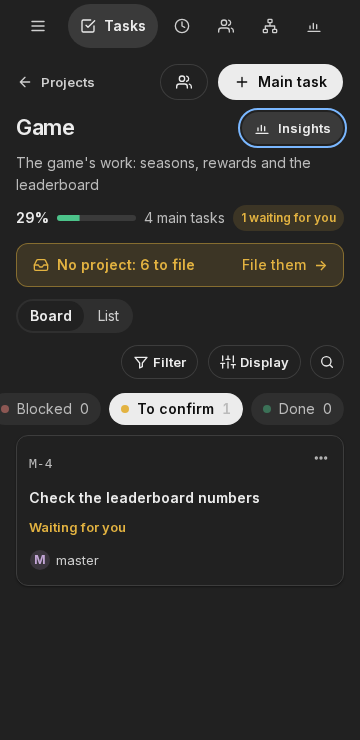 Tasks
Projects
Main task
Game
Insights
The game's work: seasons, rewards and the
leaderboard
29% 4 main tasks 1 waiting for you
No project: 6 to file File them
Board List
Filter Display
Blocked 0 To confirm 1 Done 0
M-4
Check the leaderboard numbers
Waiting for you
M master